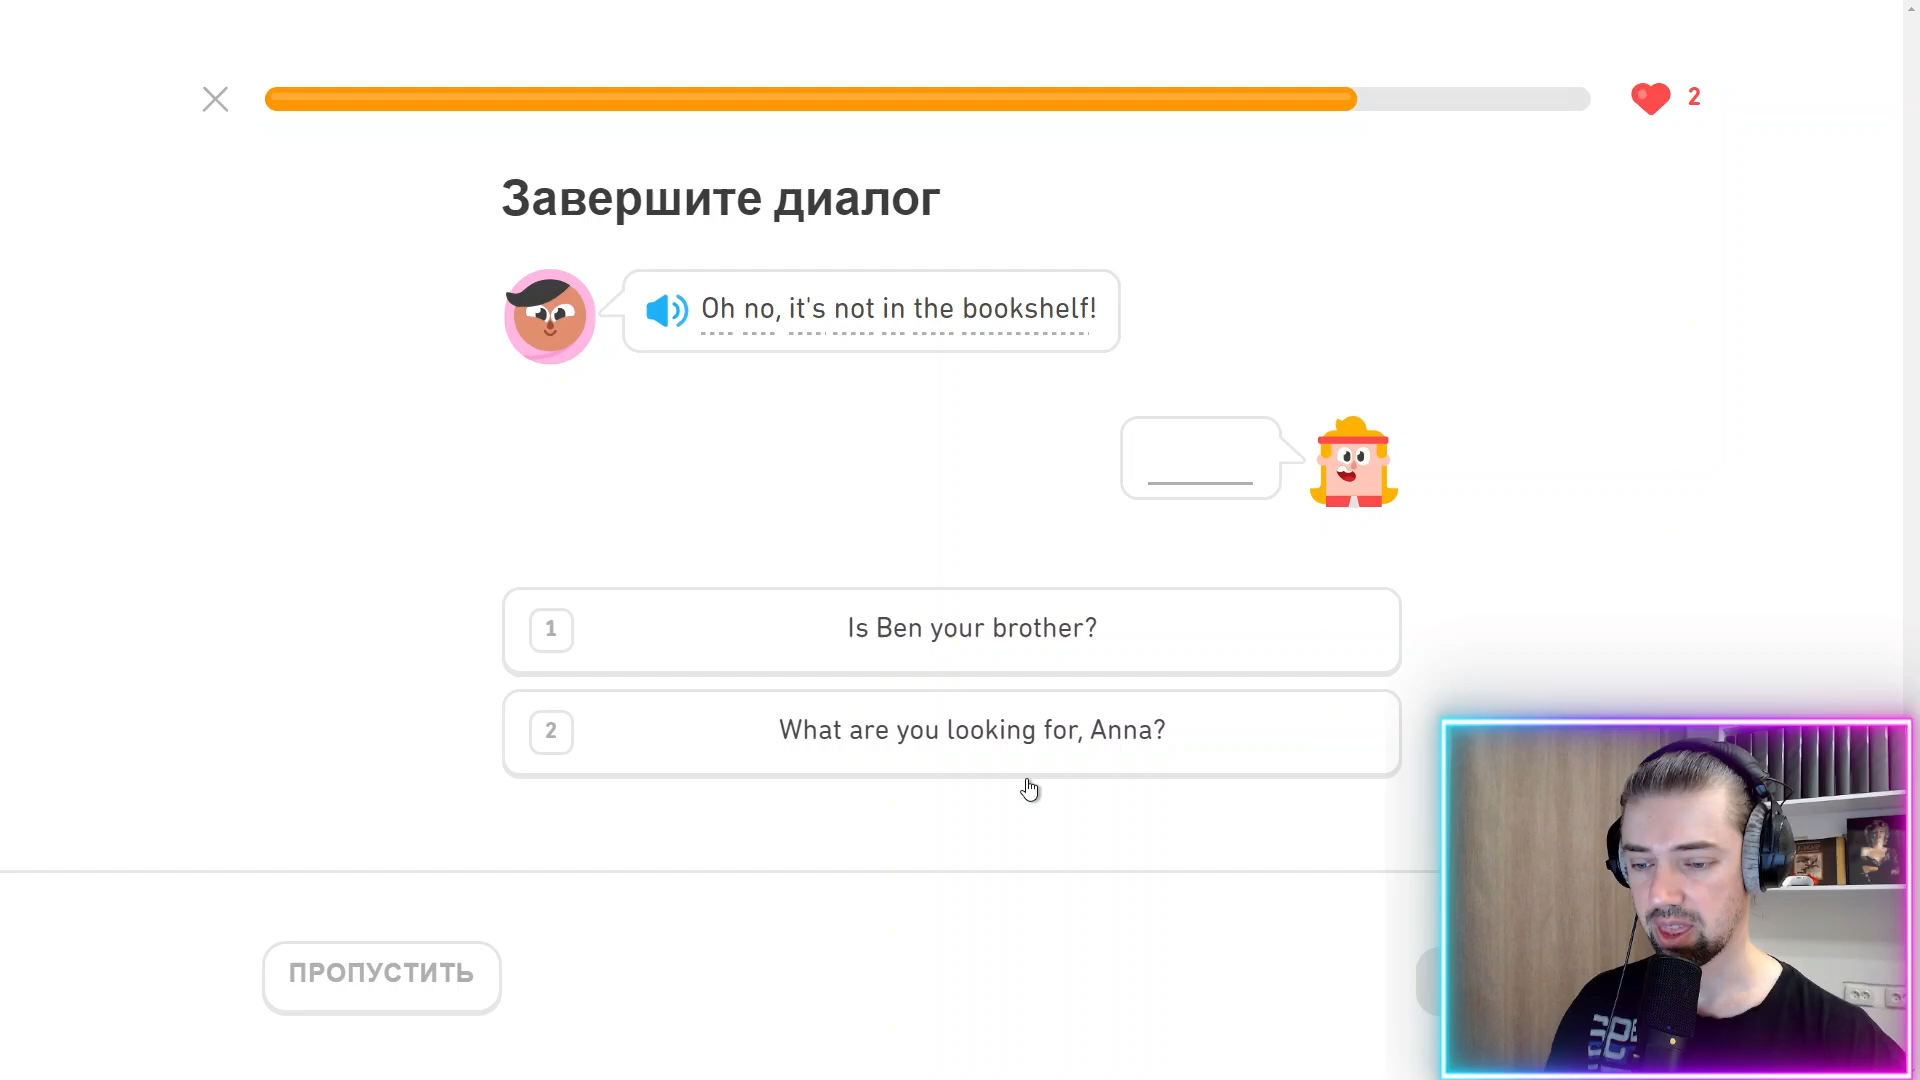 2
Завершите диалог
Oh no, it's not in the bookshelf!
1
Is Ben your brother?
2
What are you looking for, Anna?
ПРОПУСТИТЬ